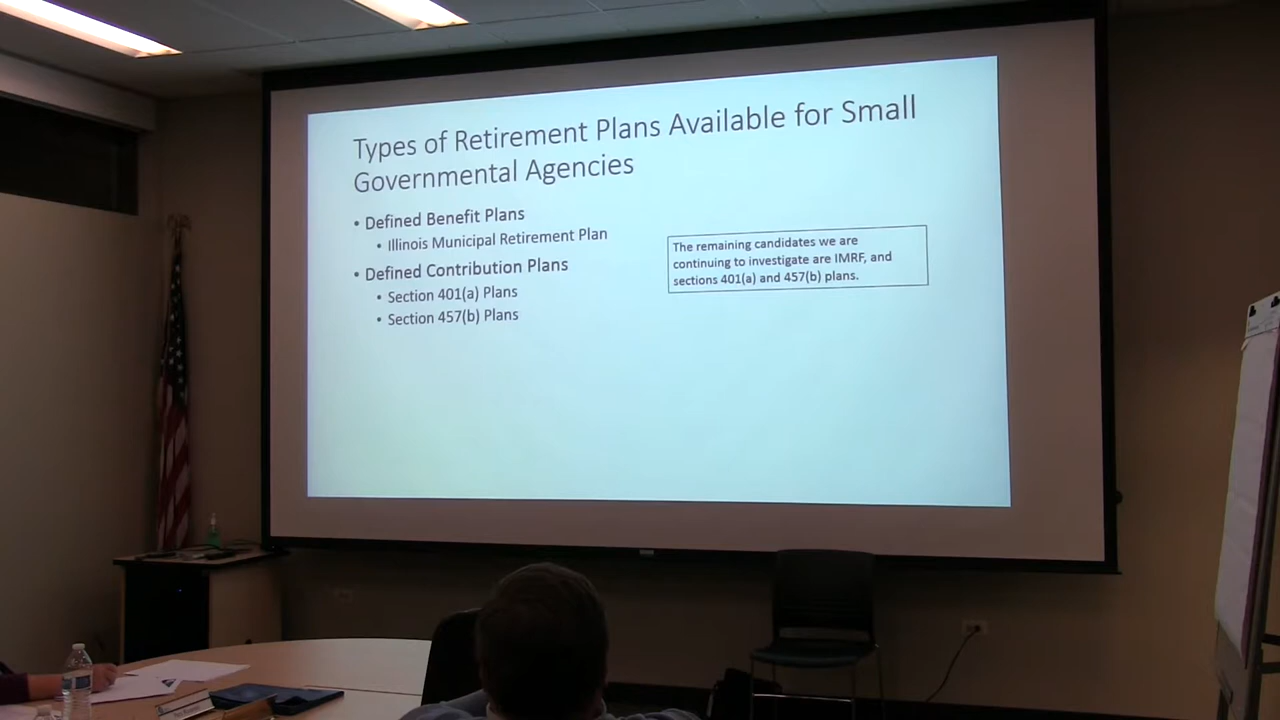 Types of Retirement Plans Available for Small
Governmental Agencies
• Defined Benefit Plans
• Illinois Municipal Retirement Plan
• Defined Contribution Plans
• Section 401(a) Plans
• Section 457(b) Plans
The remaining candidates we are
continuing to investigate are IMRF, and
sections 401(a) and 457(b) plans.